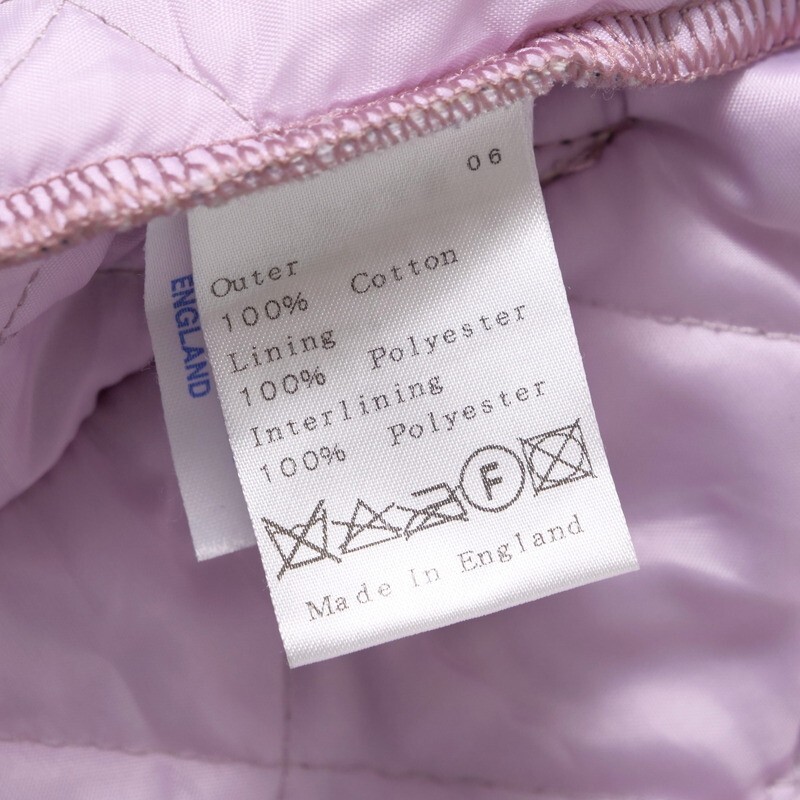 06
Outer
100% Cotton
Lining
100% Polyester
Interlining
100% Polyester
F
Made In England
ENGLAND